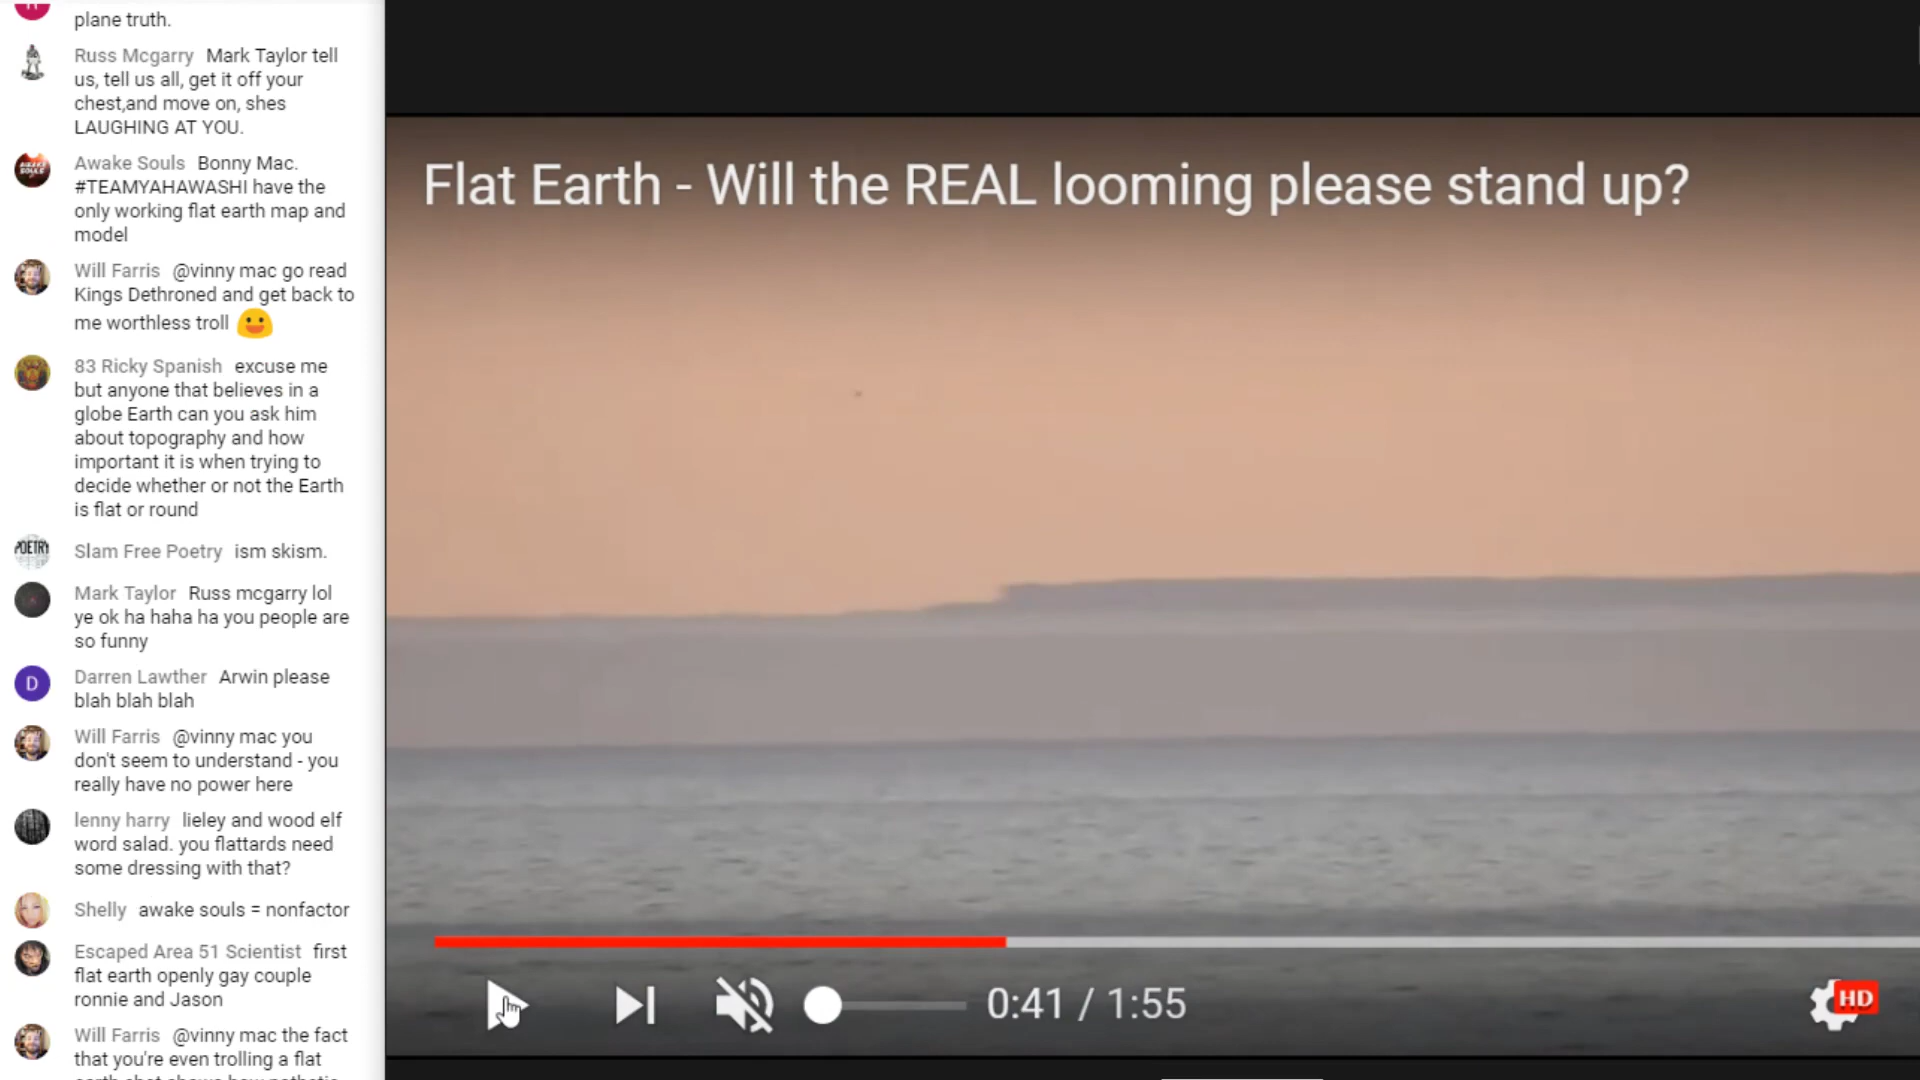 plane truth.
Russ Mcgarry Mark Taylor tell
us, tell us all, get it off your
chest,and move on, shes
LAUGHING AT YOU.
Awake Souls Bonny Mac.
#TEAMYAHAWASHI have the
only working flat earth map and
model
Will Farris @vinny mac go read
Kings Dethroned and get back to
me worthless troll
83 Ricky Spanish excuse me
but anyone that believes in a
globe Earth can you ask him
about topography and how
important it is when trying to
decide whether or not the Earth
is flat or round
POETRY
Slam Free Poetry ism skism.
Mark Taylor Russ mcgarry lol
ye ok ha haha ha you people are
so funny
D
Darren Lawther Arwin please
blah blah blah
Will Farris @vinny mac you
don't seem to understand - you
really have no power here
lenny harry lieley and wood elf
word salad. you flattards need
some dressing with that?
Shelly awake souls = nonfactor
Escaped Area 51 Scientist first
flat earth openly gay couple
ronnie and Jason
Will Farris @vinny mac the fact
that you're even trolling a flat
Flat Earth - Will the REAL looming please stand up?
0:41 / 1:55
HD